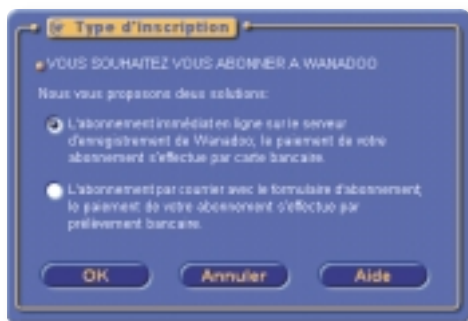 Type d'inscription
VOUS SOUHAITEZ VOUS ABONNER A WANADOO
Nous vous proposons deux solutions:
L'abonnement immédiat en ligne sur le serveur
d'enregistrement de Wanadoo, le paiement de votre
abonnement s'effectue par carte bancaire.
L'abonnement par courrier avec le formulaire d'abonnement,
le paiement de votre abonnement s'effectue par
prélèvement bancaire.
OK Annuler Aide